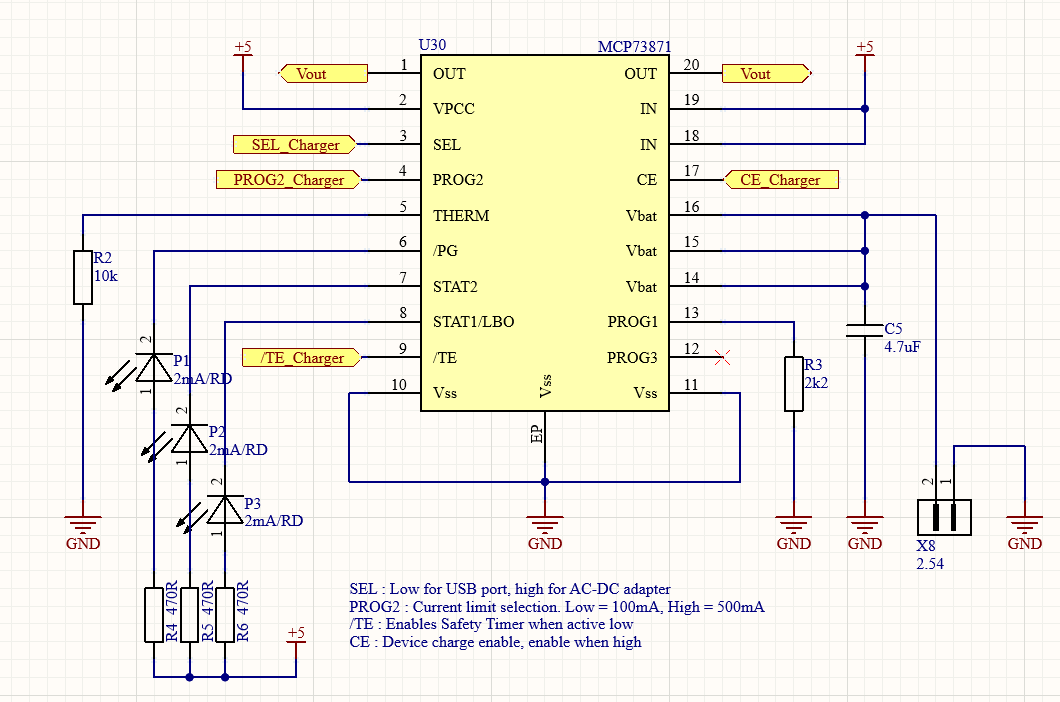 +5
U30
MCP73871
+5
Vout
1
OUT
OUT
20
Vout
2
VPCC
IN
19
SEL_Charger
3
SEL
IN
18
PROG2_Charger
4
PROG2
CE
17
CE_Charger
5
THERM
Vbat
16
R2
10k
6
/PG
Vbat
15
7
STAT2
Vbat
14
8
STAT1/LBO
PROG1
13
C5
4.7uF
/TE_Charger
9
/TE
PROG3
12
R3
2k2
10
Vss
Vss
Vss
11
EP
2
P1
2mA/RD
1
2
P2
2mA/RD
1
2
P3
2mA/RD
1
2
1
GND
GND
GND
GND
GND
X8
2.54
R4 470R
R5 470R
R6 470R
+5
SEL : Low for USB port, high for AC-DC adapter
PROG2 : Current limit selection. Low = 100mA, High = 500mA
/TE : Enables Safety Timer when active low
CE : Device charge enable, enable when high